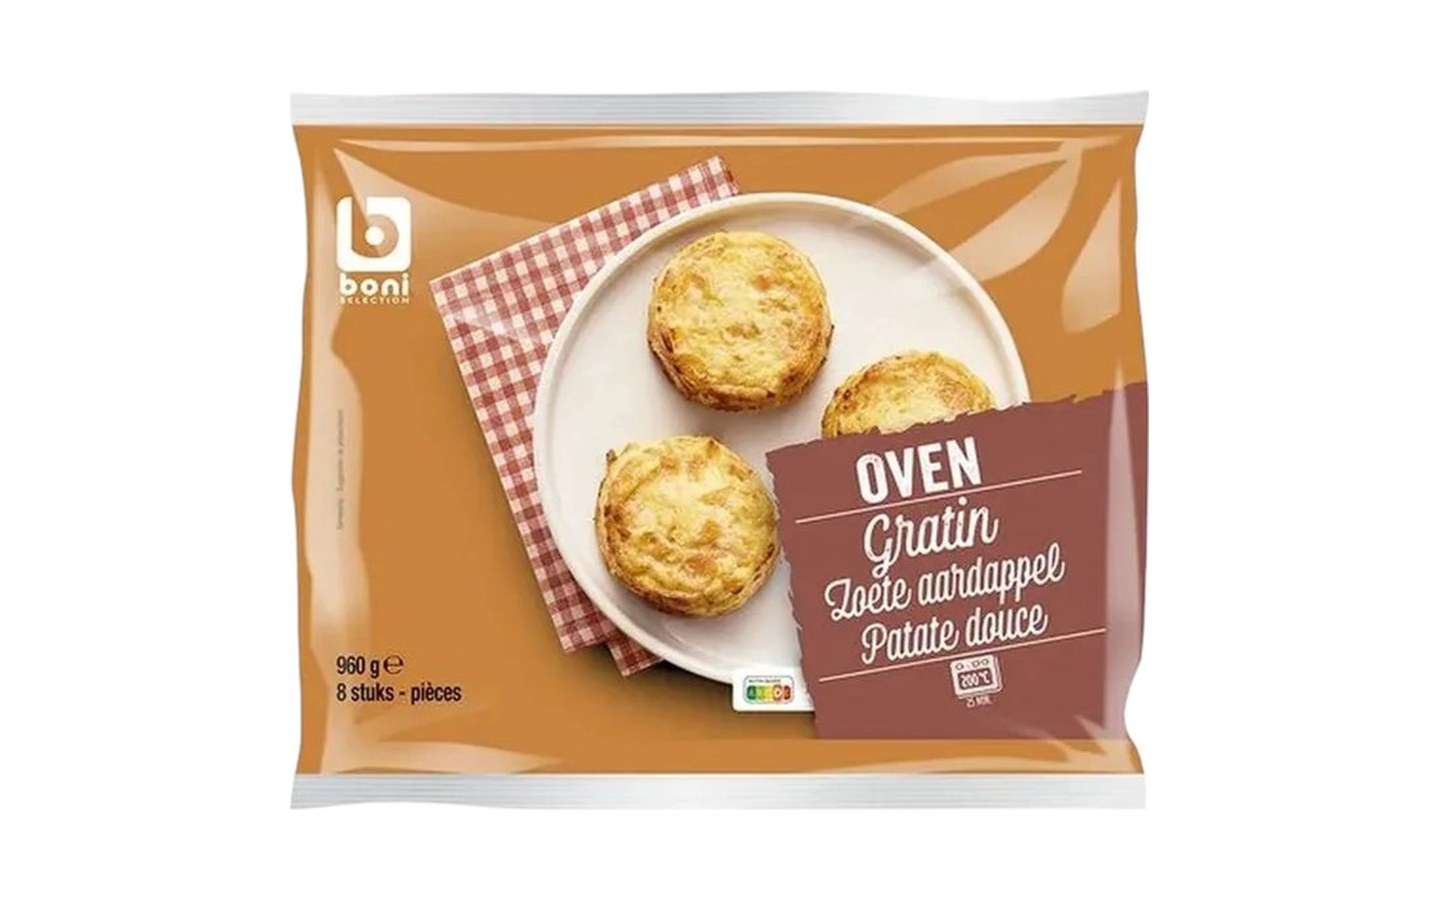 boni
SELECTION
OVEN
Gratin
Zoete aardappel
Patate douce
200°C
25 MIN.
960 g e
8 stuks - pièces